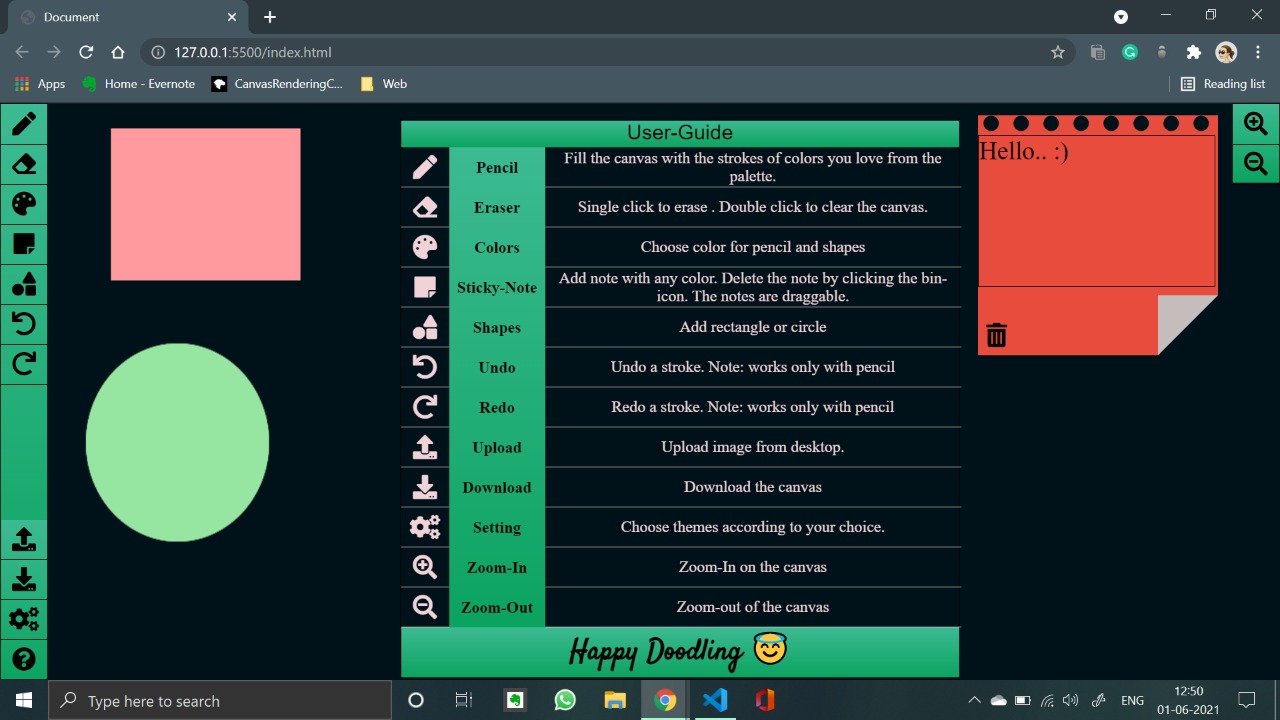 Document
127.0.0.1:5500/index.html
Apps
Home - Evernote
CanvasRenderingC...
Web
Reading list
User-Guide
Pencil
Fill the canvas with the strokes of colors you love from the
palette.
Eraser
Single click to erase . Double click to clear the canvas.
Colors
Choose color for pencil and shapes
Sticky-Note
Add note with any color. Delete the note by clicking the bin-
icon. The notes are draggable.
Shapes
Add rectangle or circle
Undo
Undo a stroke. Note: works only with pencil
Redo
Redo a stroke. Note: works only with pencil
Upload
Upload image from desktop.
Download
Download the canvas
Setting
Choose themes according to your choice.
Zoom-In
Zoom-In on the canvas
Zoom-Out
Zoom-out of the canvas
Happy Doodling
Hello.. :)
Type here to search
ENG
12:50
01-06-2021